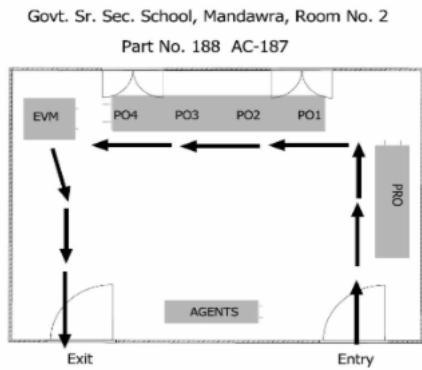 Govt. Sr. Sec. School, Mandawra, Room No. 2
Part No. 188 AC-187
EVM
PO4 PO3 PO2 PO1
PRO
AGENTS
Exit Entry